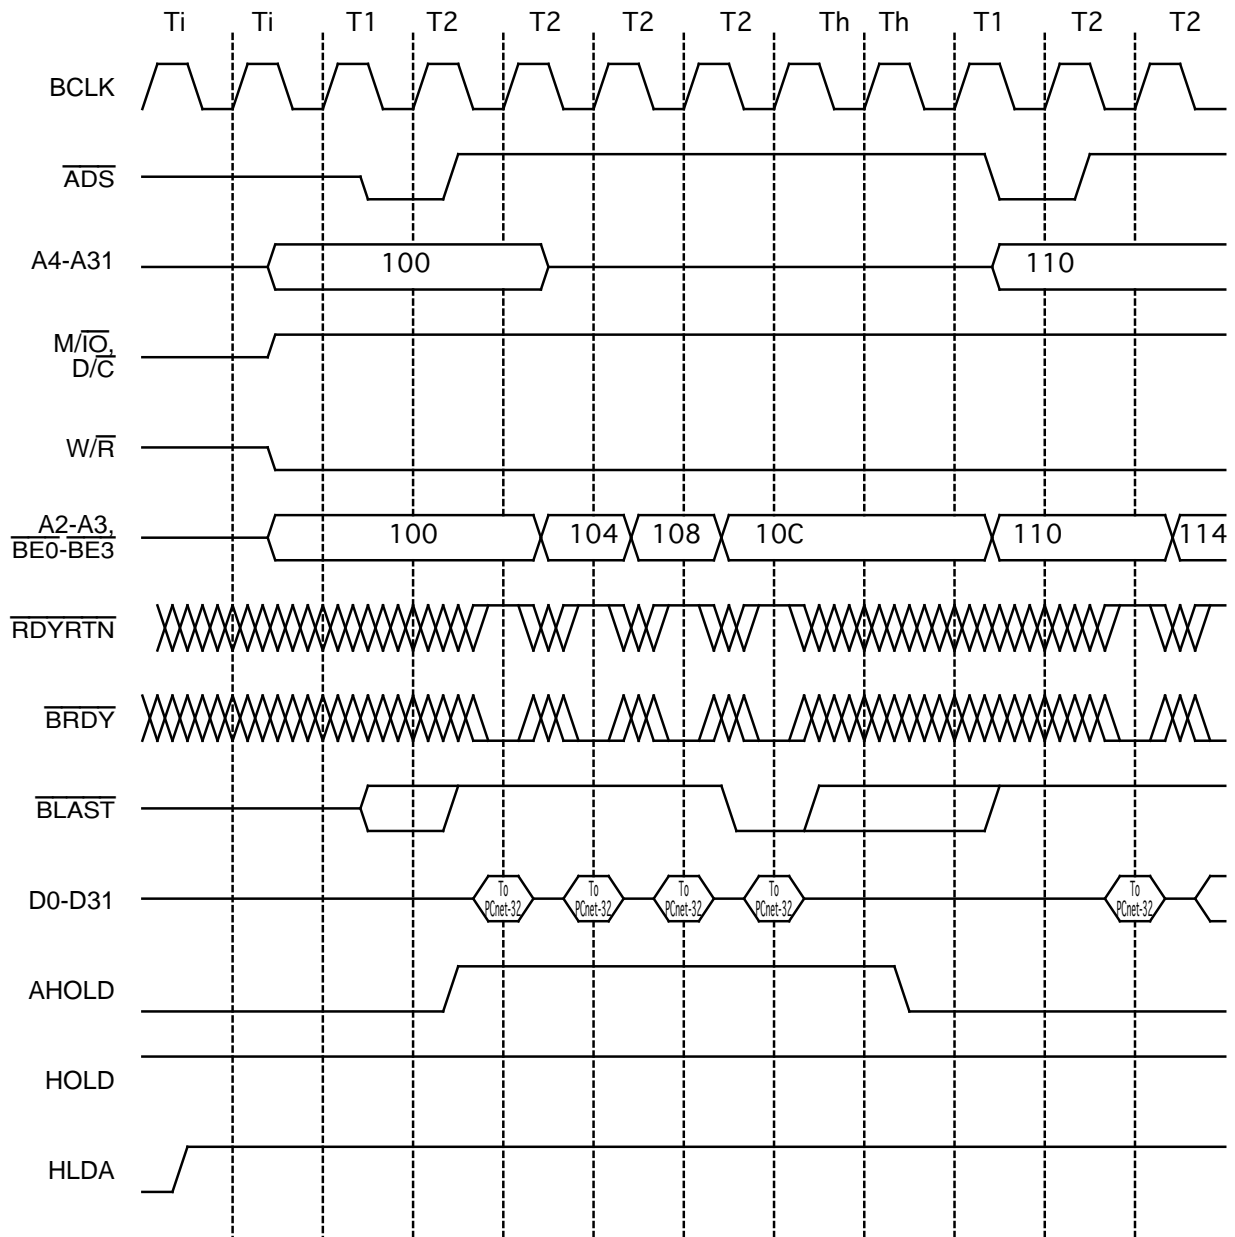 Ti Ti T1 T2 T2 T2 T2 Th Th T1 T2 T2
BCLK
ADS
A4-A31 100 110
M/IO,
D/C
W/R
A2-A3,
BE0-BE3
100 104 108 10C 110 114
RDYRTN
BRDY
BLAST
D0-D31
To
PCnet-32
To
PCnet-32
To
PCnet-32
To
PCnet-32
To
PCnet-32
AHOLD
HOLD
HLDA